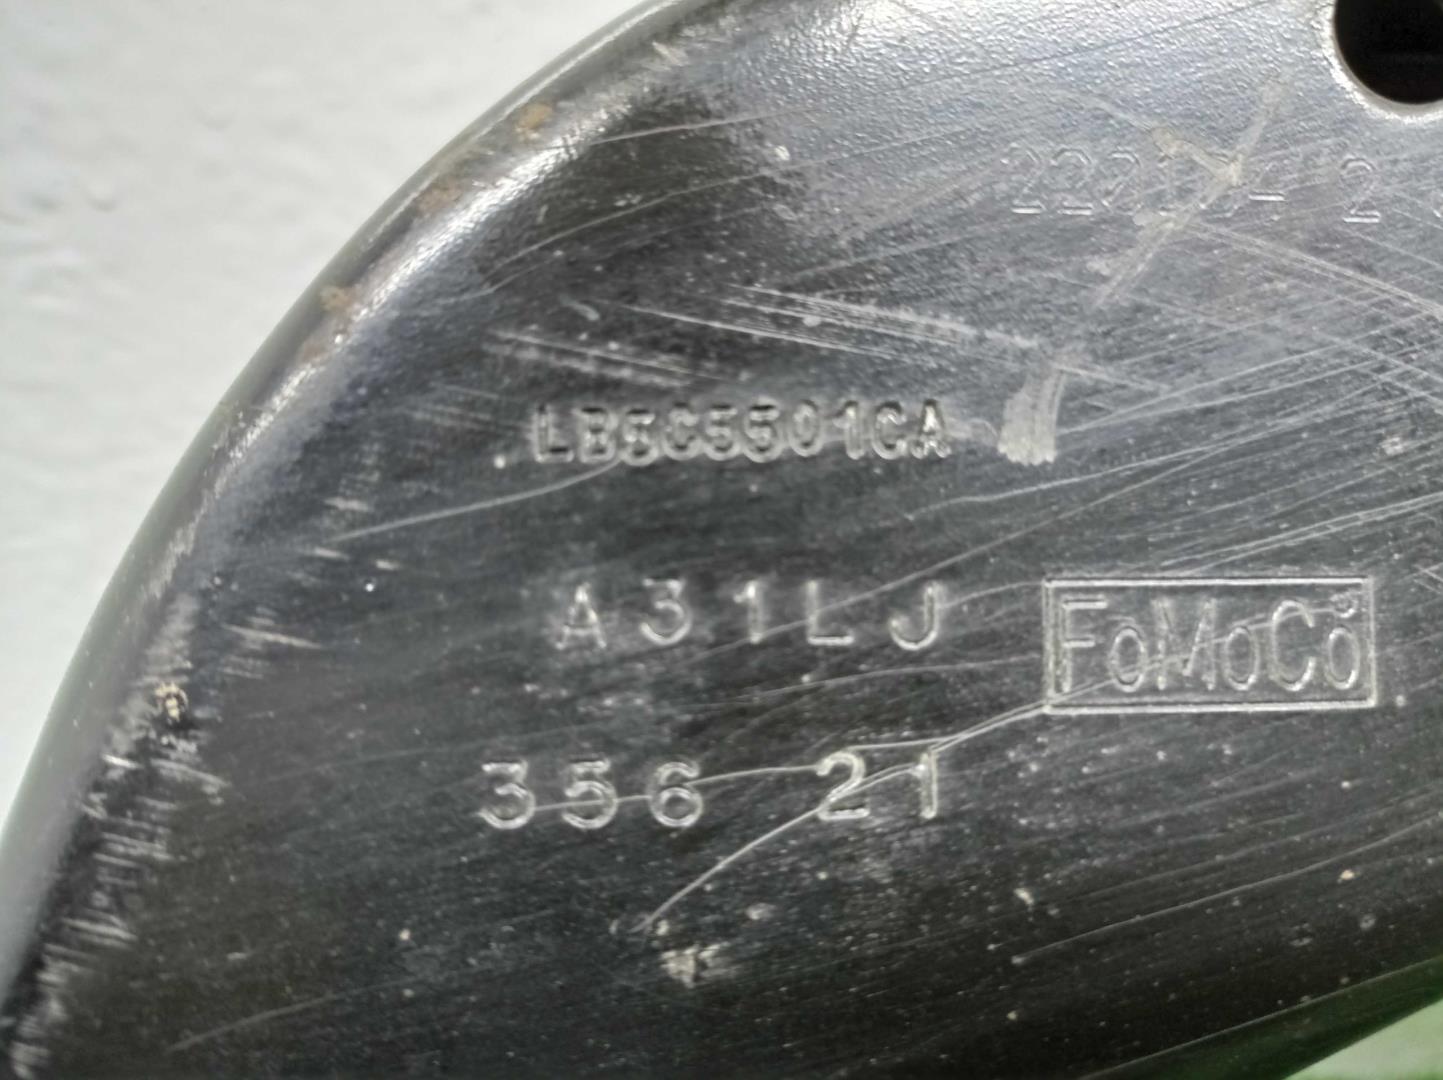 LB5C5501CA
A31LJ
FoMoCo
356 21